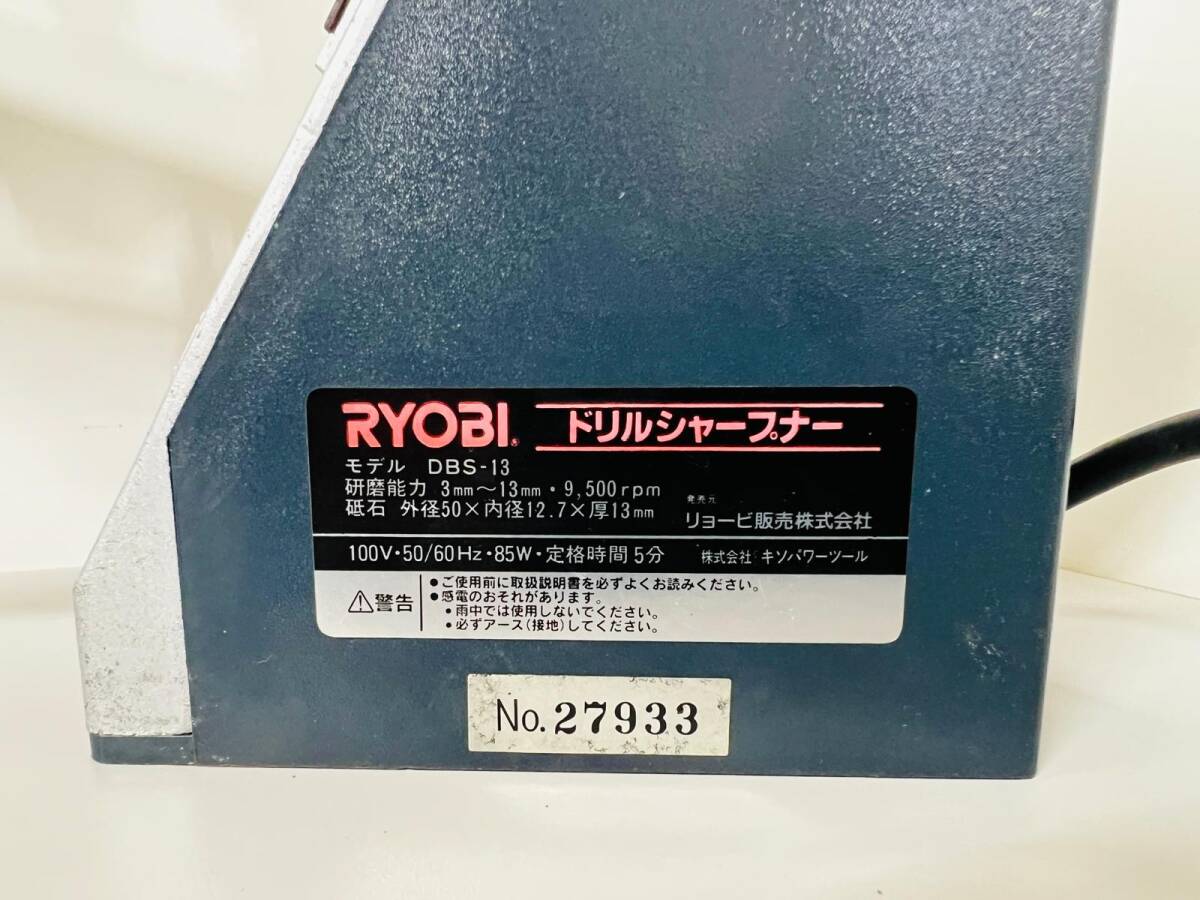 RYOBI® ドリルシャープナー
モデル DBS-13
研磨能力 3mm～13mm・9,500rpm
砥石 外径50×内径12.7×厚13mm
発売元
リョービ販売株式会社
100V・50/60Hz・85W・定格時間5分 株式会社 キソパワーツール
⚠警告
●ご使用前に取扱説明書を必ずよくお読みください。
●感電のおそれがあります。
●雨中では使用しないでください。
●必ずアース(接地)してください。
No. 27933